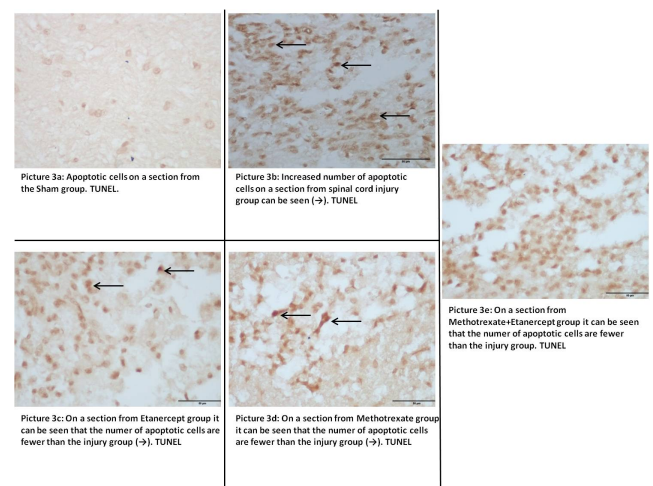 Picture 3a: Apoptotic cells on a section from
the Sham group. TUNEL.
Picture 3b: Increased number of apoptotic
cells on a section from spinal cord injury
group can be seen (→). TUNEL
Picture 3c: On a section from Etanercept group it
can be seen that the numer of apoptotic cells are
fewer than the injury group (→). TUNEL
Picture 3d: On a section from Methotrexate group
it can be seen that the numer of apoptotic cells
are fewer than the injury group (→). TUNEL
Picture 3e: On a section from
Methotrexate+Etanercept group it can be seen
that the numer of apoptotic cells are fewer
than the injury group. TUNEL